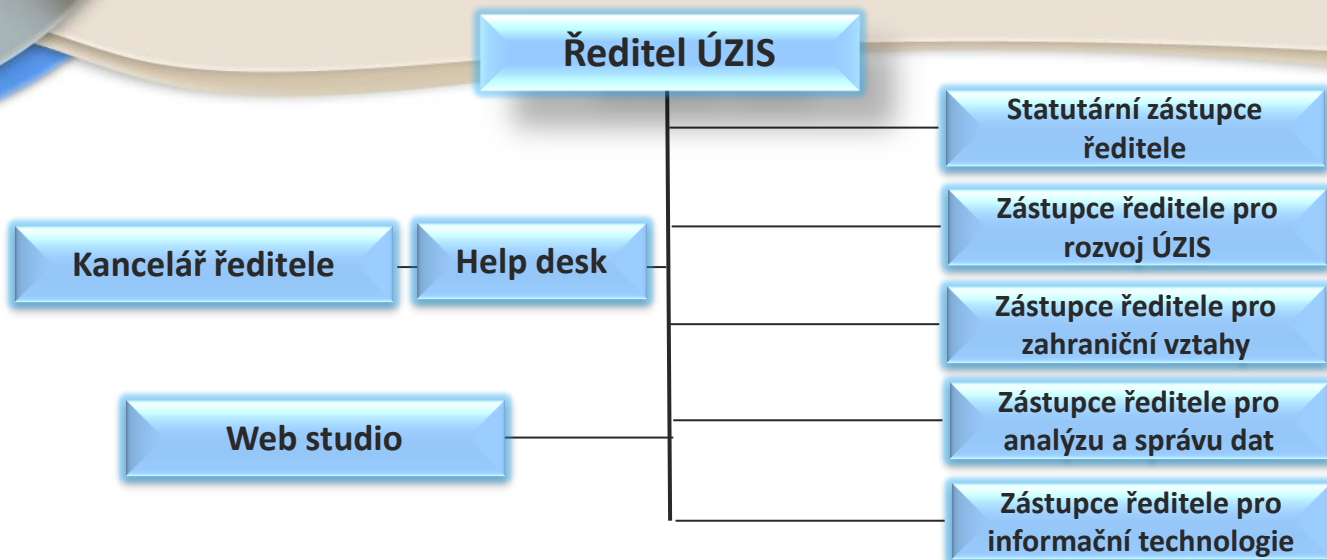 Ředitel ÚZIS
Statutární zástupce
ředitele
Zástupce ředitele pro
rozvoj ÚZIS
Kancelář ředitele
Help desk
Zástupce ředitele pro
zahraniční vztahy
Zástupce ředitele pro
analýzu a správu dat
Web studio
Zástupce ředitele pro
informační technologie